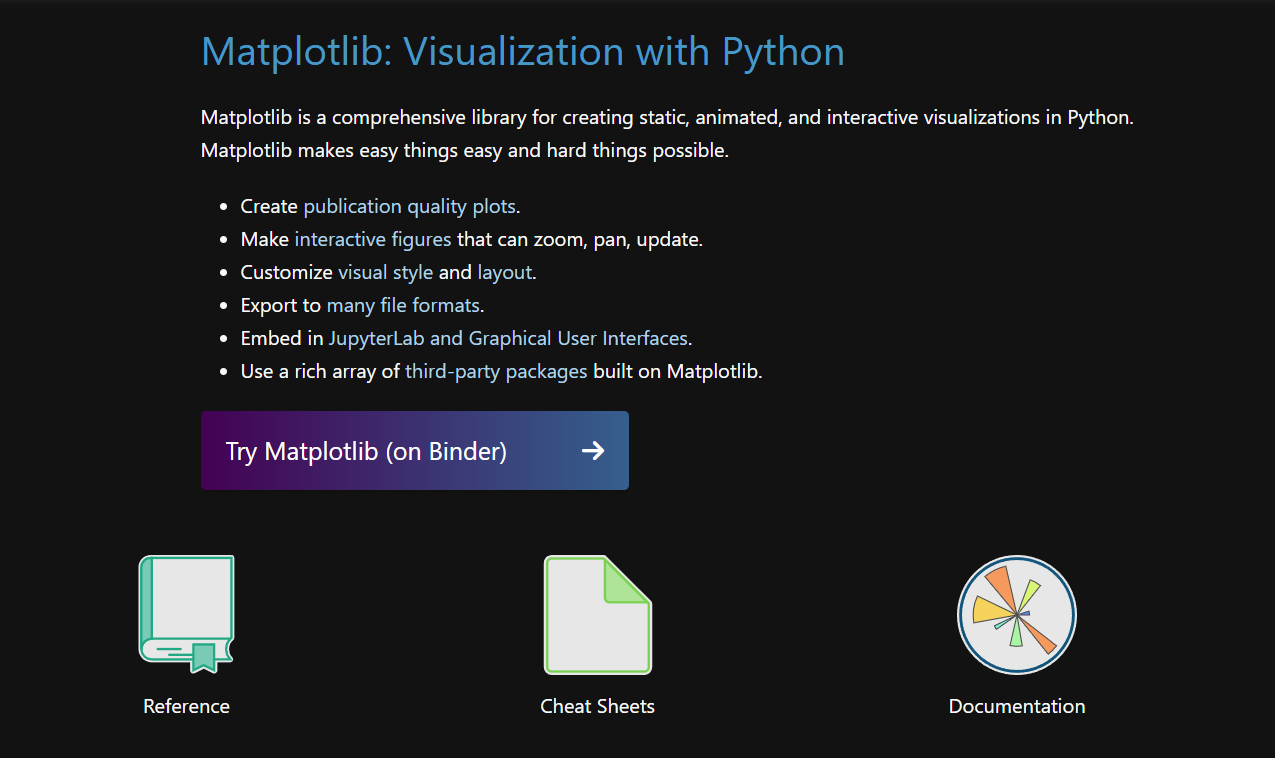 Matplotlib: Visualization with Python
Matplotlib is a comprehensive library for creating static, animated, and interactive visualizations in Python.
Matplotlib makes easy things easy and hard things possible.
• Create publication quality plots.
• Make interactive figures that can zoom, pan, update.
• Customize visual style and layout.
• Export to many file formats.
• Embed in JupyterLab and Graphical User Interfaces.
• Use a rich array of third-party packages built on Matplotlib.
Try Matplotlib (on Binder) →
Reference
Cheat Sheets
Documentation